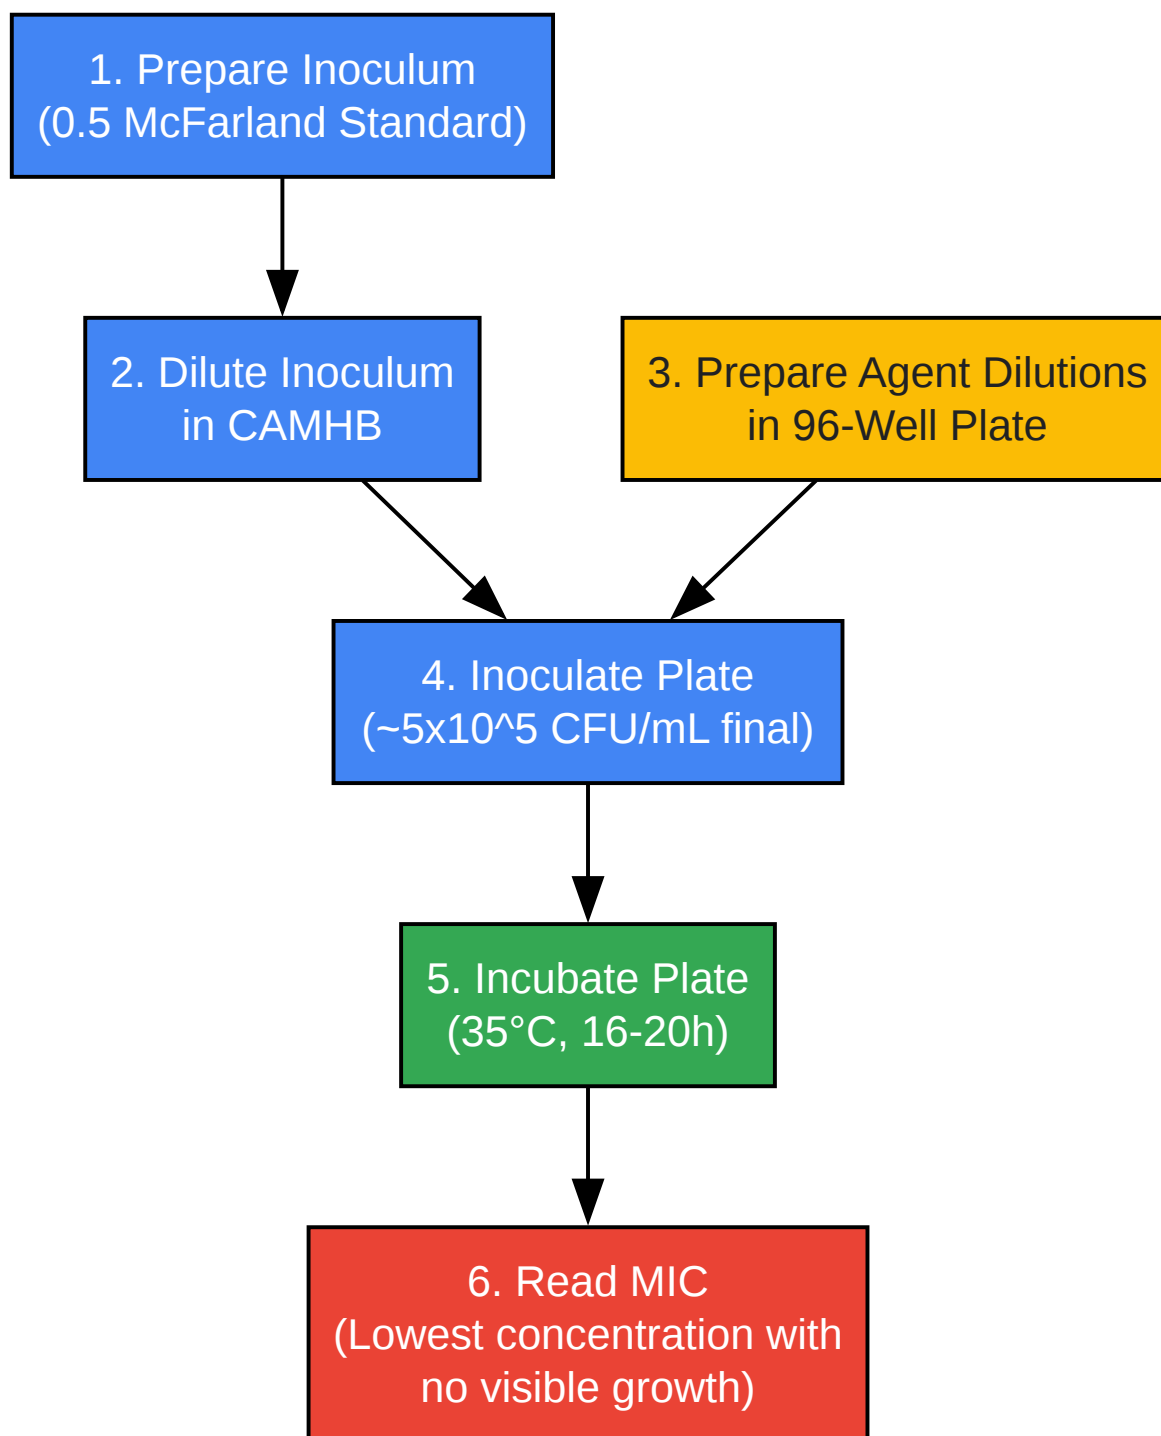 1. Prepare Inoculum
(0.5 McFarland Standard)
2. Dilute Inoculum
in CAMHB
3. Prepare Agent Dilutions
in 96-Well Plate
4. Inoculate Plate
(~5x10^5 CFU/mL final)
5. Incubate Plate
(35°C, 16-20h)
6. Read MIC
(Lowest concentration with
no visible growth)